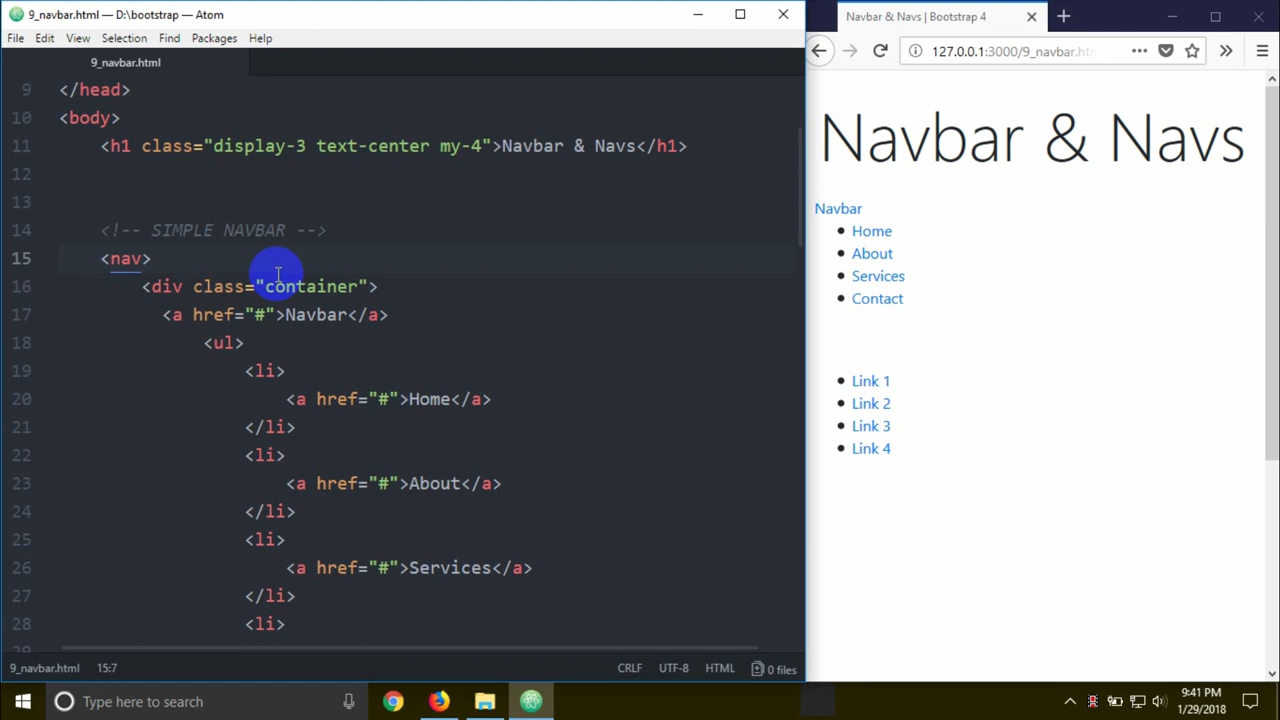 9_navbar.html — D:\bootstrap — Atom
File Edit View Selection Find Packages Help
9_navbar.html
9 </head>
10 <body>
11 <h1 class="display-3 text-center my-4">Navbar & Navs</h1>
12
13
14 <!-- SIMPLE NAVBAR -->
15 <nav>
16 <div class="container">
17 <a href="#">Navbar</a>
18 <ul>
19 <li>
20 <a href="#">Home</a>
21 </li>
22 <li>
23 <a href="#">About</a>
24 </li>
25 <li>
26 <a href="#">Services</a>
27 </li>
28 <li>
9_navbar.html 15:7 CRLF UTF-8 HTML 0 files
Navbar & Navs | Bootstrap 4
127.0.0.1:3000/9_navbar.htm
Navbar & Navs
Navbar
Home
About
Services
Contact
Link 1
Link 2
Link 3
Link 4
Type here to search
9:41 PM
1/29/2018